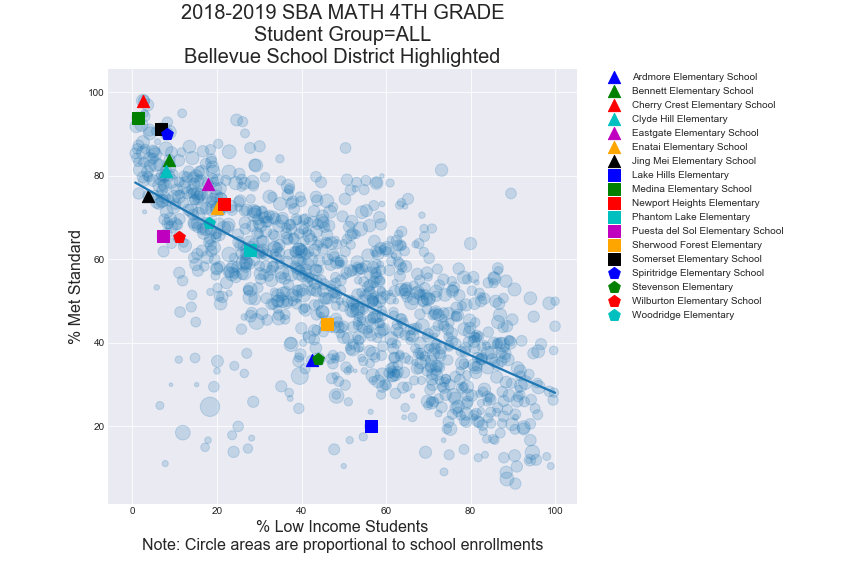 2018-2019 SBA MATH 4TH GRADE
Student Group=ALL
Bellevue School District Highlighted
% Met Standard
100
80
60
40
20
0 20 40 60 80 100
% Low Income Students
Note: Circle areas are proportional to school enrollments
Ardmore Elementary School
Bennett Elementary School
Cherry Crest Elementary School
Clyde Hill Elementary
Eastgate Elementary School
Enatai Elementary School
Jing Mei Elementary School
Lake Hills Elementary
Medina Elementary School
Newport Heights Elementary
Phantom Lake Elementary
Puesta del Sol Elementary School
Sherwood Forest Elementary
Somerset Elementary School
Spiritridge Elementary School
Stevenson Elementary
Wilburton Elementary School
Woodridge Elementary